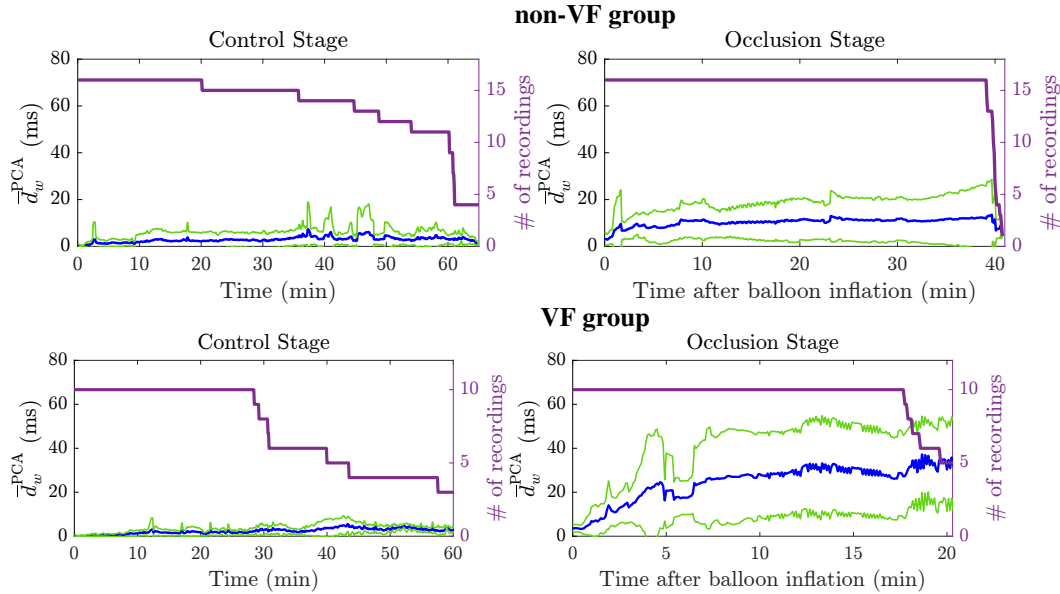 non-VF group
Control Stage
Occlusion Stage
80
60
40
20
0
d̅_w^PCA (ms)
15
10
5
0
# of recordings
0 10 20 30 40 50 60
Time (min)
80
60
40
20
0
d̅_w^PCA (ms)
15
10
5
0
# of recordings
0 10 20 30 40
Time after balloon inflation (min)
VF group
Control Stage
Occlusion Stage
80
60
40
20
0
d̅_w^PCA (ms)
10
5
0
# of recordings
0 10 20 30 40 50 60
Time (min)
80
60
40
20
0
d̅_w^PCA (ms)
10
5
0
# of recordings
0 5 10 15 20
Time after balloon inflation (min)